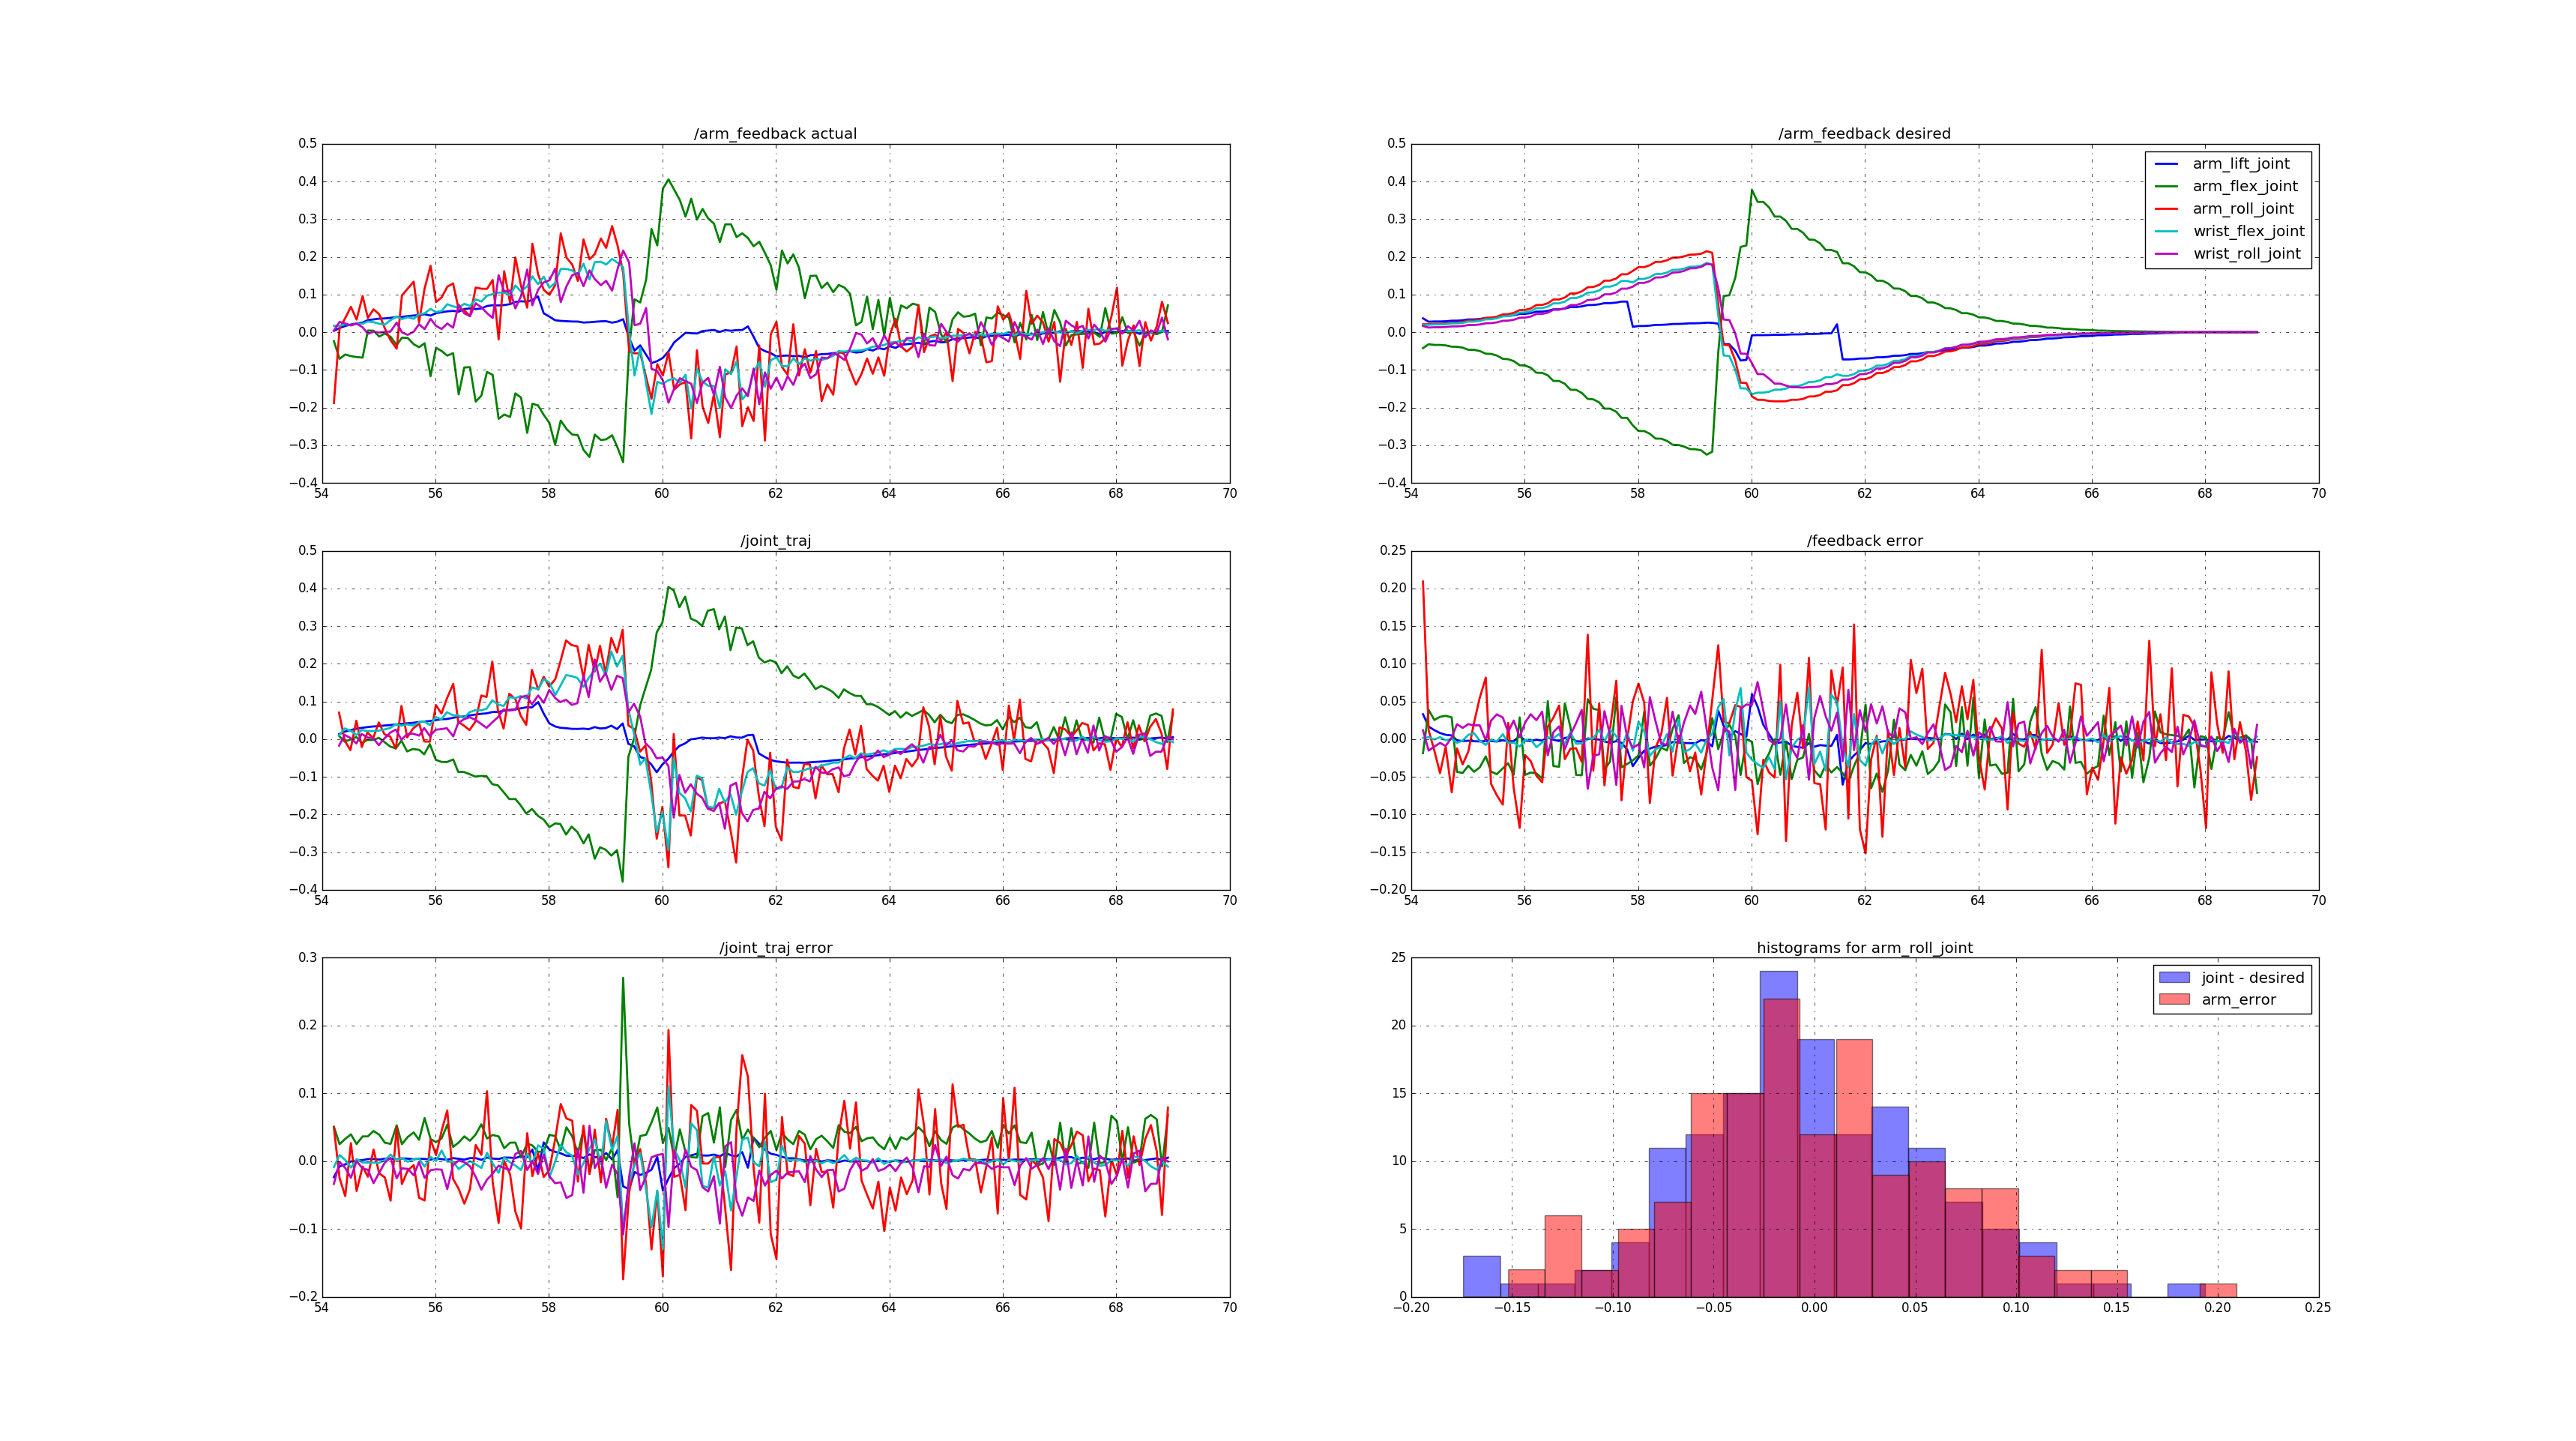 /arm_feedback actual
0.5
0.4
0.3
0.2
0.1
0.0
−0.1
−0.2
−0.3
−0.4
54 56 58 60 62 64 66 68 70
/arm_feedback desired
0.5
0.4
0.3
0.2
0.1
0.0
−0.1
−0.2
−0.3
−0.4
54 56 58 60 62 64 66 68 70
arm_lift_joint
arm_flex_joint
arm_roll_joint
wrist_flex_joint
wrist_roll_joint
/joint_traj
0.5
0.4
0.3
0.2
0.1
0.0
−0.1
−0.2
−0.3
−0.4
54 56 58 60 62 64 66 68 70
/feedback error
0.25
0.20
0.15
0.10
0.05
0.00
−0.05
−0.10
−0.15
−0.20
54 56 58 60 62 64 66 68 70
/joint_traj error
0.3
0.2
0.1
0.0
−0.1
−0.2
54 56 58 60 62 64 66 68 70
histograms for arm_roll_joint
25
20
15
10
5
0
−0.20 −0.15 −0.10 −0.05 0.00 0.05 0.10 0.15 0.20 0.25
joint - desired
arm_error